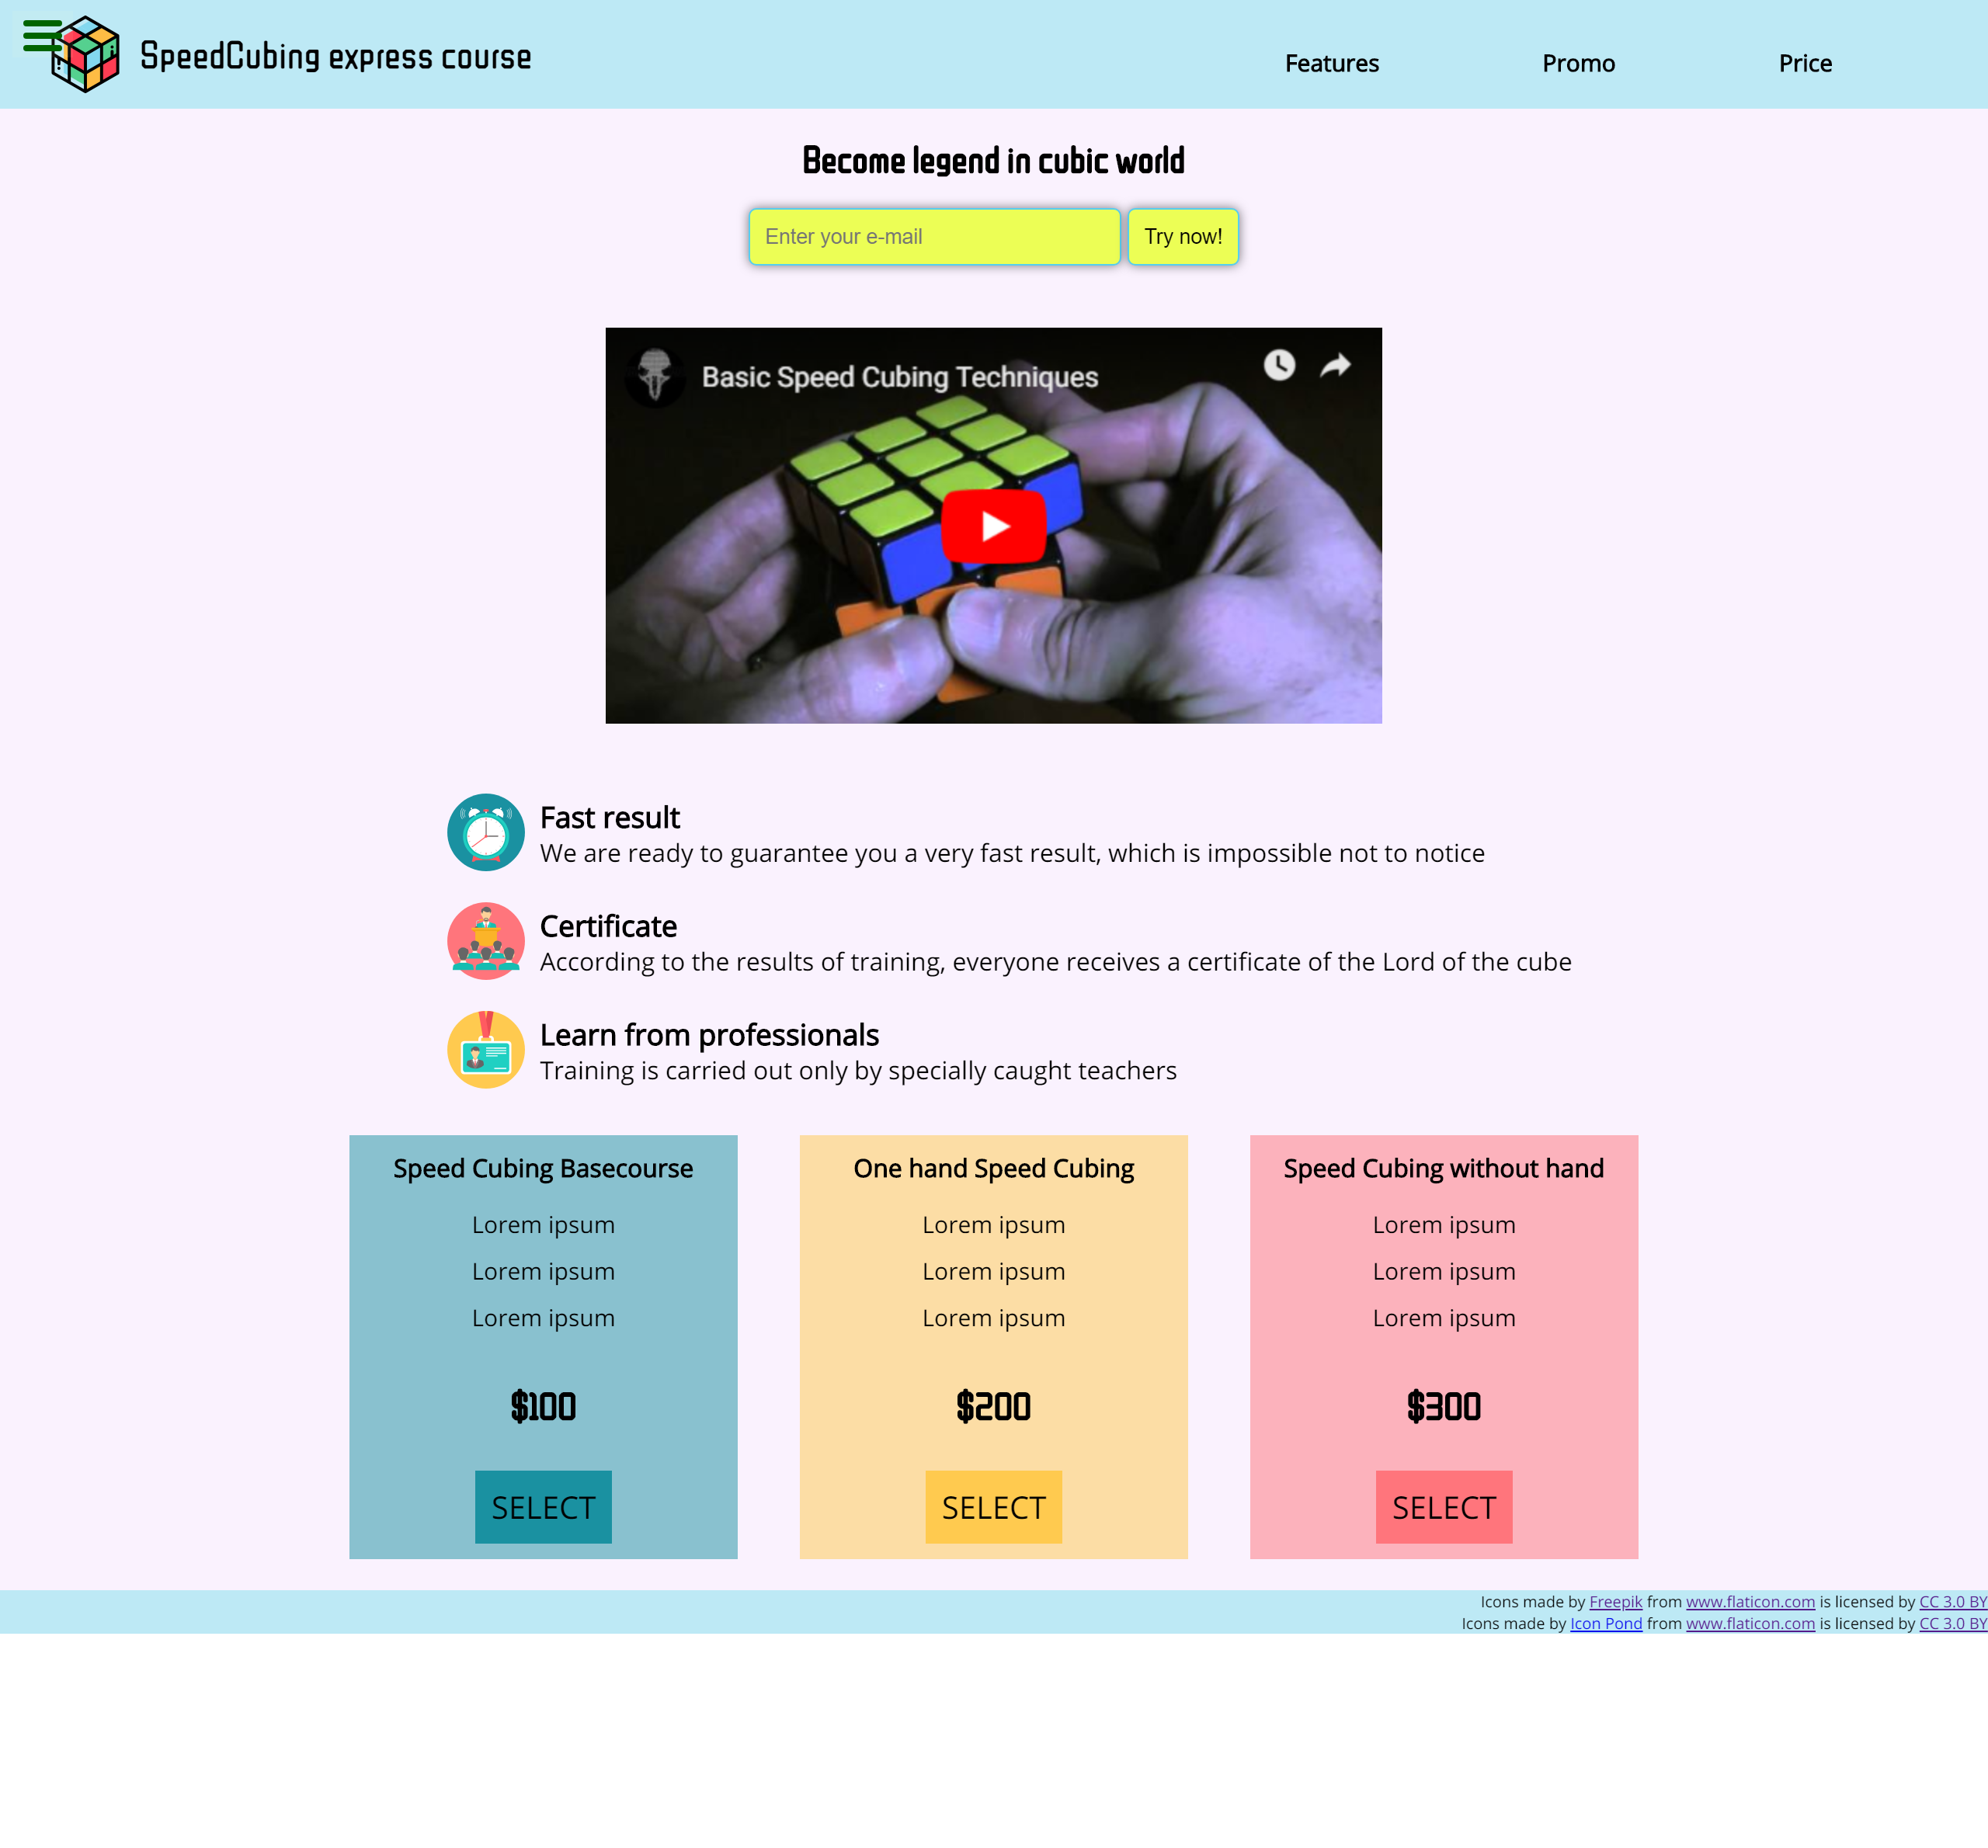 SpeedCubing express course
Features Promo Price
Become legend in cubic world
Enter your e-mail Try now!
Basic Speed Cubing Techniques
Fast result
We are ready to guarantee you a very fast result, which is impossible not to notice
Certificate
According to the results of training, everyone receives a certificate of the Lord of the cube
Learn from professionals
Training is carried out only by specially caught teachers
Speed Cubing Basecourse
Lorem ipsum
Lorem ipsum
Lorem ipsum
$100
SELECT
One hand Speed Cubing
Lorem ipsum
Lorem ipsum
Lorem ipsum
$200
SELECT
Speed Cubing without hand
Lorem ipsum
Lorem ipsum
Lorem ipsum
$300
SELECT
Icons made by Freepik from www.flaticon.com is licensed by CC 3.0 BY
Icons made by Icon Pond from www.flaticon.com is licensed by CC 3.0 BY